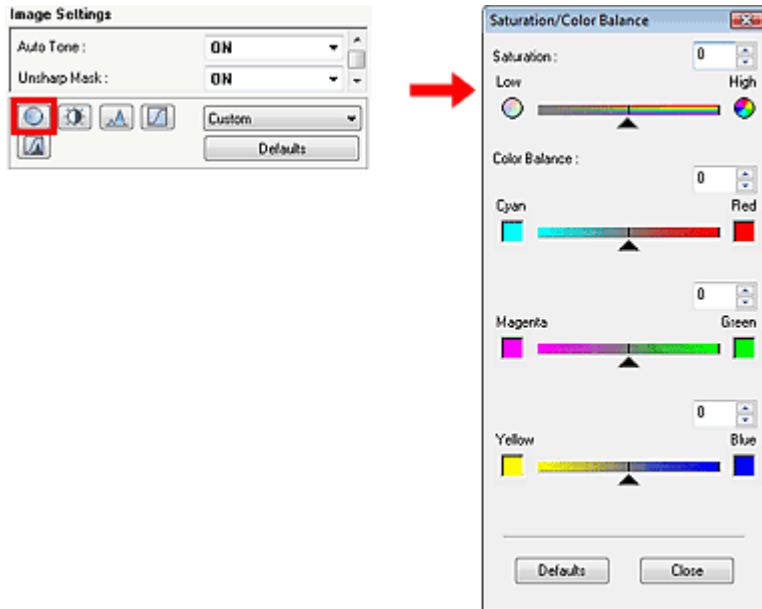 Image Settings
Auto Tone : ON
Unsharp Mask : ON
Custom
Defaults
Saturation/Color Balance
Saturation : 0
Low High
Color Balance :
0
Cyan Red
0
Magenta Green
0
Yellow Blue
Defaults Close